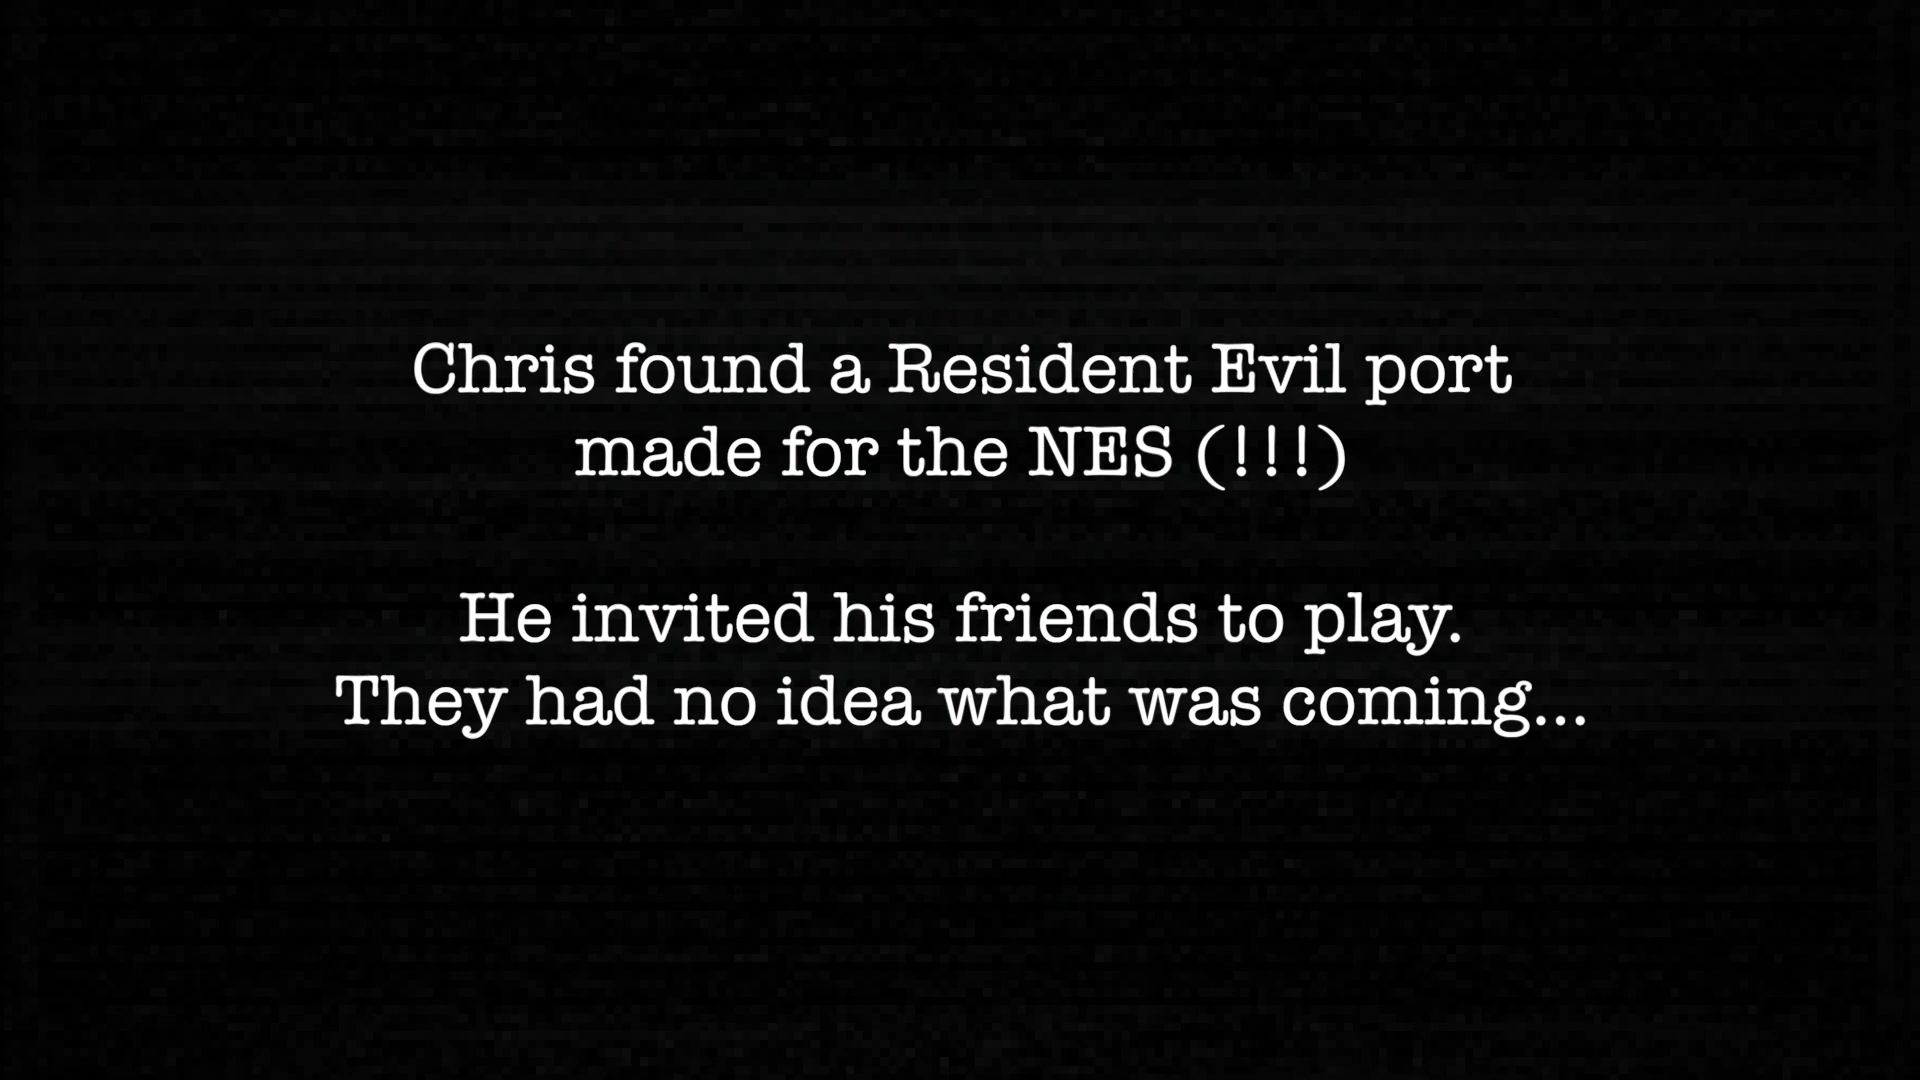 Chris found a Resident Evil port
made for the NES (!!!)
He invited his friends to play.
They had no idea what was coming...